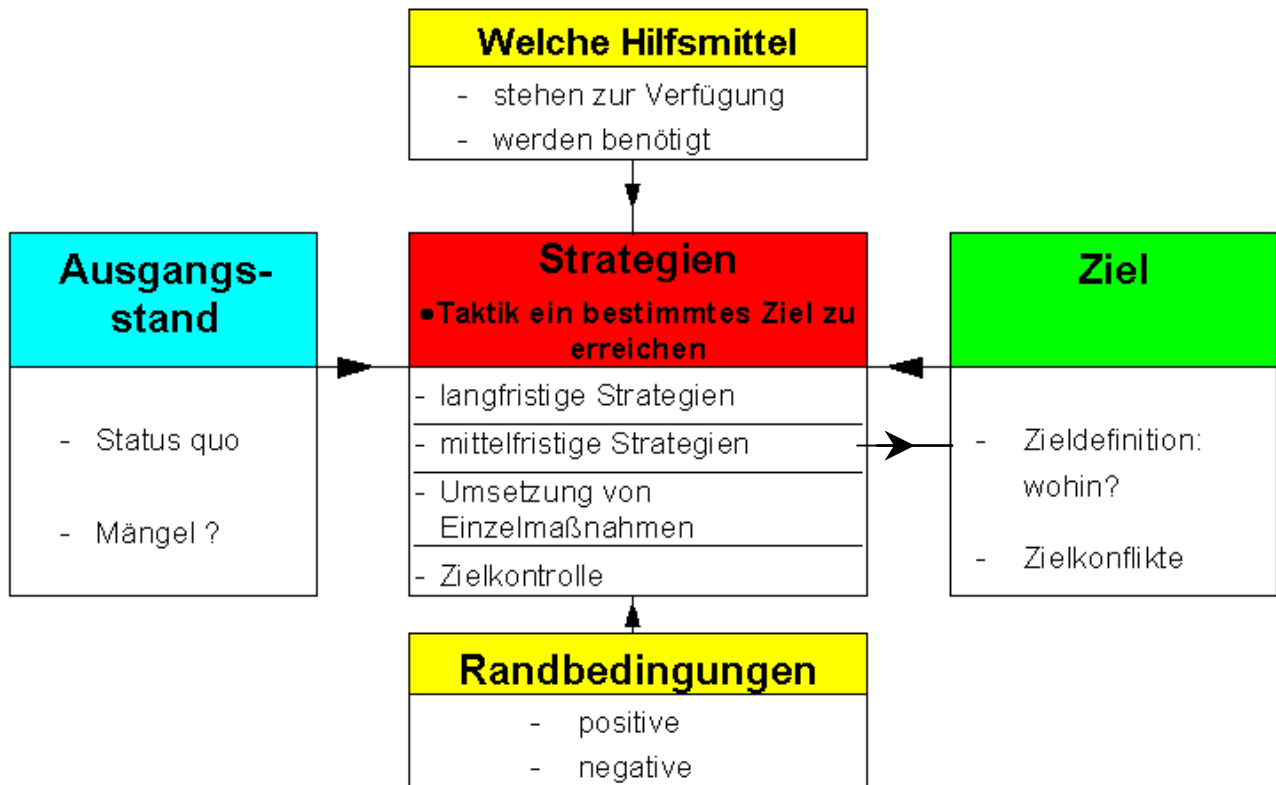 Welche Hilfsmittel
- stehen zur Verfügung
- werden benötigt
Ausgangs-
stand
- Status quo
- Mängel ?
Strategien
•Taktik ein bestimmtes Ziel zu
erreichen
- langfristige Strategien
- mittelfristige Strategien
- Umsetzung von
Einzelmaßnahmen
- Zielkontrolle
Ziel
- Zieldefinition:
wohin?
- Zielkonflikte
Randbedingungen
- positive
- negative